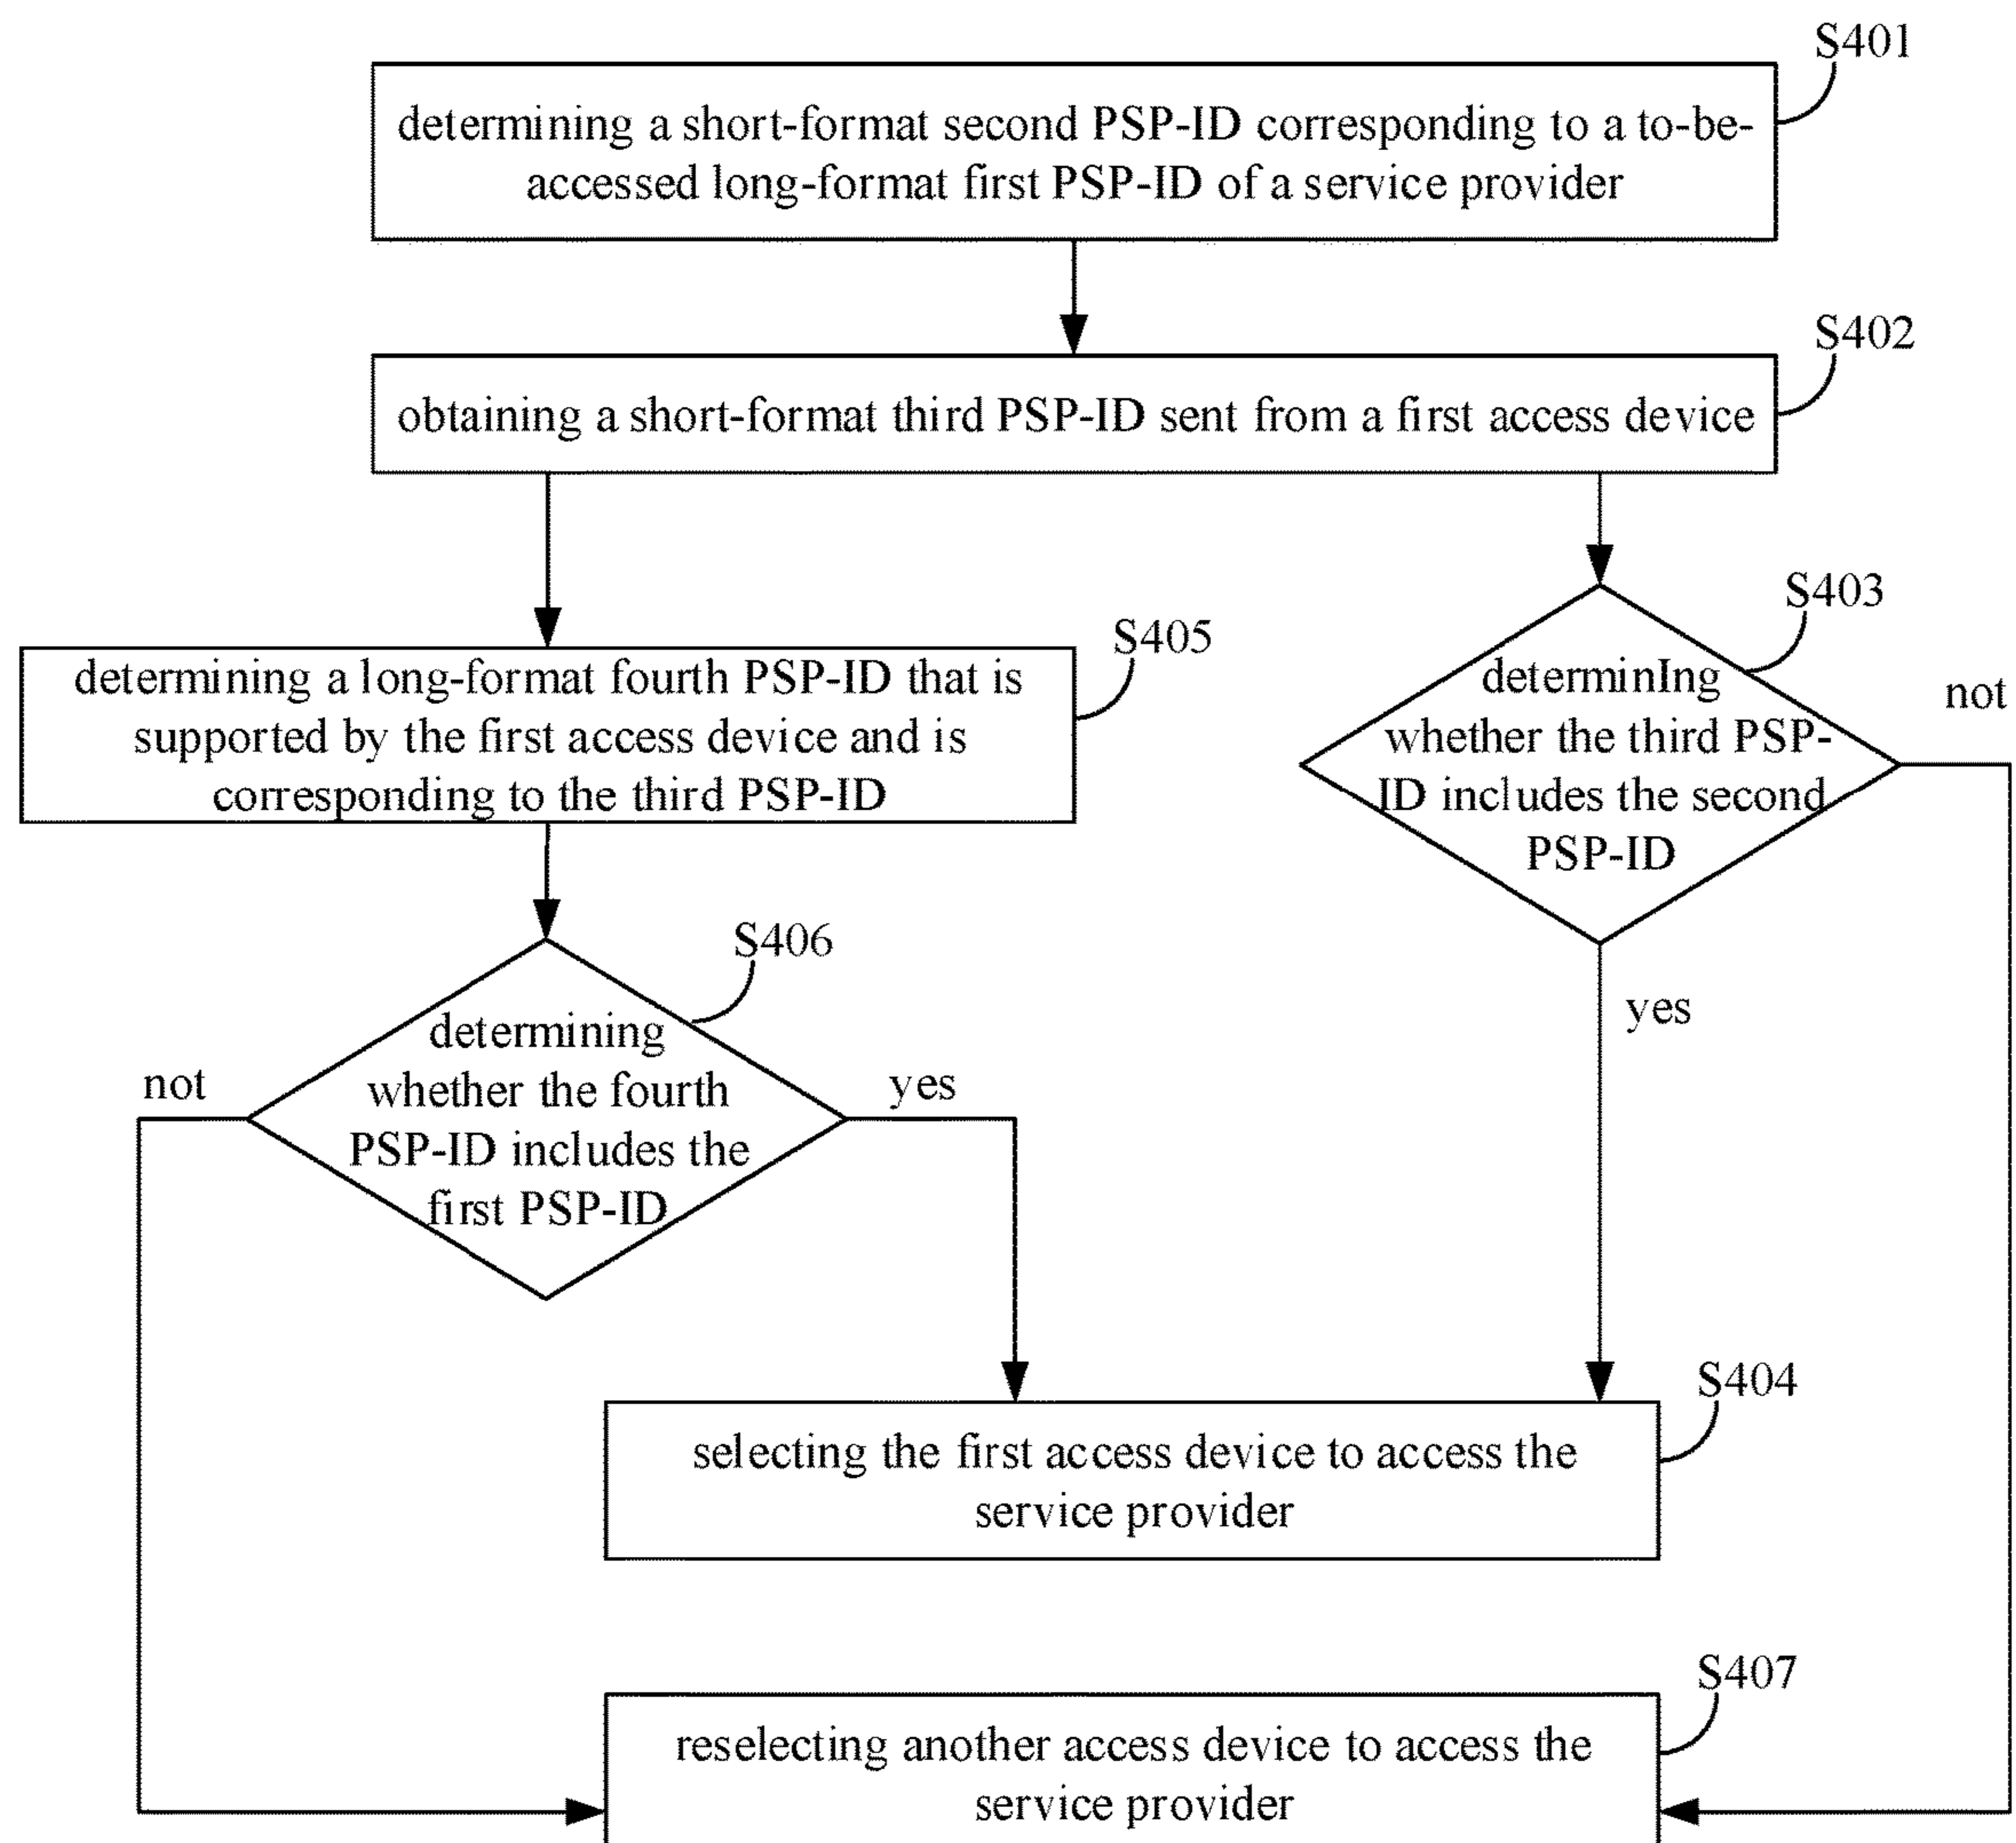 S401
determining a short-format second PSP-ID corresponding to a to-be-
accessed long-format first PSP-ID of a service provider
S402
obtaining a short-format third PSP-ID sent from a first access device
S403
determinIng
whether the third PSP-
ID includes the second
PSP-ID
not
yes
S405
determining a long-format fourth PSP-ID that is
supported by the first access device and is
corresponding to the third PSP-ID
S406
determining
whether the fourth
PSP-ID includes the
first PSP-ID
not
yes
S404
selecting the first access device to access the
service provider
S407
reselecting another access device to access the
service provider